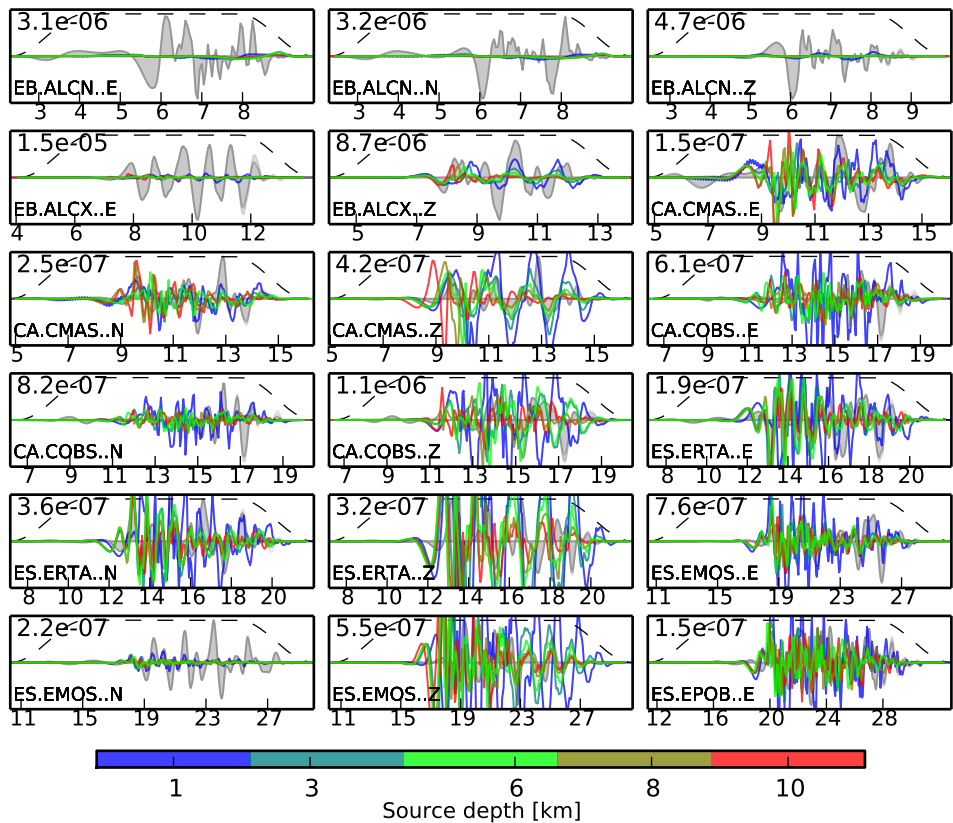 3.1e-06 3.2e-06 4.7e-06
EB.ALCN..E EB.ALCN..N EB.ALCN..Z
3 4 5 6 7 8 3 4 5 6 7 8 3 4 5 6 7 8 9
1.5e-05 8.7e-06 1.5e-07
EB.ALCX..E EB.ALCX..Z CA.CMAS..E
4 6 8 10 12 5 7 9 11 13 5 7 9 11 13 15
2.5e-07 4.2e-07 6.1e-07
CA.CMAS..N CA.CMAS..Z CA.COBS..E
5 7 9 11 13 15 5 7 9 11 13 15 7 9 11 13 15 17 19
8.2e-07 1.1e-06 1.9e-07
CA.COBS..N CA.COBS..Z ES.ERTA..E
7 9 11 13 15 17 19 7 9 11 13 15 17 19 8 10 12 14 16 18 20
3.6e-07 3.2e-07 7.6e-07
ES.ERTA..N ES.ERTA..Z ES.EMOS..E
8 10 12 14 16 18 20 8 10 12 14 16 18 20 11 15 19 23 27
2.2e-07 5.5e-07 1.5e-07
ES.EMOS..N ES.EMOS..Z ES.EPOB..E
11 15 19 23 27 11 15 19 23 27 12 16 20 24 28
1 3 6 8 10
Source depth [km]